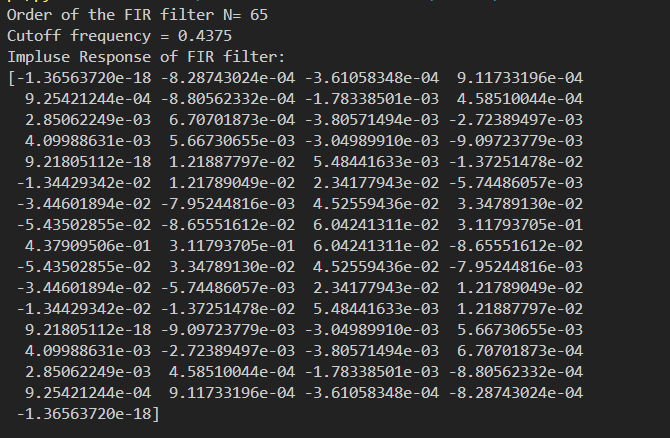 Order of the FIR filter N= 65
Cutoff frequency = 0.4375
Impluse Response of FIR filter:
[-1.36563720e-18 -8.28743024e-04 -3.61058348e-04  9.11733196e-04
  9.25421244e-04 -8.80562332e-04 -1.78338501e-03  4.58510044e-04
  2.85062249e-03  6.70701873e-04 -3.80571494e-03 -2.72389497e-03
  4.09988631e-03  5.66730655e-03 -3.04989910e-03 -9.09723779e-03
  9.21805112e-18  1.21887797e-02  5.48441633e-03 -1.37251478e-02
 -1.34429342e-02  1.21789049e-02  2.34177943e-02 -5.74486057e-03
 -3.44601894e-02 -7.95244816e-03  4.52559436e-02  3.34789130e-02
 -5.43502855e-02 -8.65551612e-02  6.04241311e-02  3.11793705e-01
  4.37909506e-01  3.11793705e-01  6.04241311e-02 -8.65551612e-02
 -5.43502855e-02  3.34789130e-02  4.52559436e-02 -7.95244816e-03
 -3.44601894e-02 -5.74486057e-03  2.34177943e-02  1.21789049e-02
 -1.34429342e-02 -1.37251478e-02  5.48441633e-03  1.21887797e-02
  9.21805112e-18 -9.09723779e-03 -3.04989910e-03  5.66730655e-03
  4.09988631e-03 -2.72389497e-03 -3.80571494e-03  6.70701873e-04
  2.85062249e-03  4.58510044e-04 -1.78338501e-03 -8.80562332e-04
  9.25421244e-04  9.11733196e-04 -3.61058348e-04 -8.28743024e-04
 -1.36563720e-18]